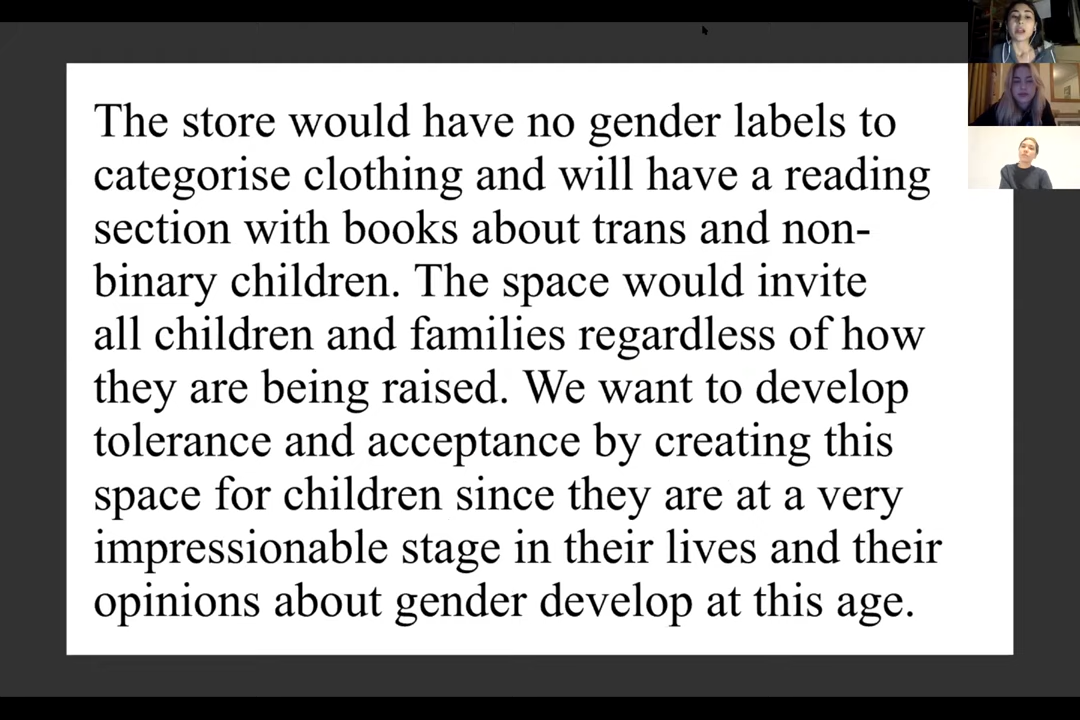 The store would have no gender labels to
categorise clothing and will have a reading
section with books about trans and non-
binary children. The space would invite
all children and families regardless of how
they are being raised. We want to develop
tolerance and acceptance by creating this
space for children since they are at a very
impressionable stage in their lives and their
opinions about gender develop at this age.